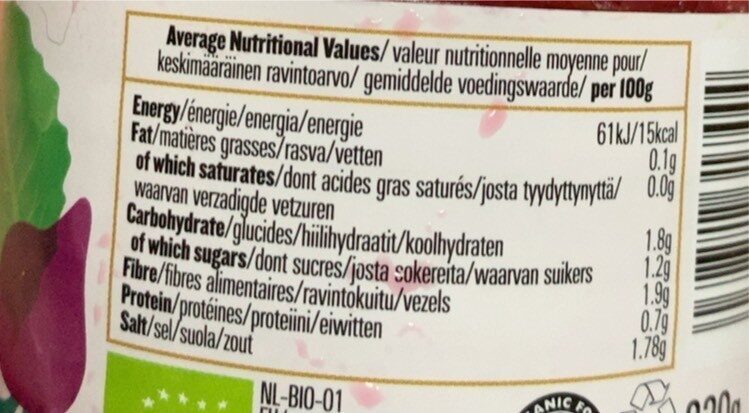 Average Nutritional Values/ valeur nutritionnelle moyenne pour/
keskimääräinen ravintoarvo/ gemiddelde voedingswaarde/ per 100g
Energy/énergie/energia/energie 61kJ/15kcal
Fat/matières grasses/rasva/vetten 0.1g
of which saturates/dont acides gras saturés/josta tyydyttynyttä/ 0.0g
waarvan verzadigde vetzuren
Carbohydrate/glucides/hiilihydraatit/koolhydraten 1.8g
of which sugars/dont sucres/josta sokereita/waarvan suikers 1.2g
Fibre/fibres alimentaires/ravintokuitu/vezels 1.9g
Protein/protéines/proteiini/eiwitten 0.7g
Salt/sel/suola/zout 1.78g
NL-BIO-01